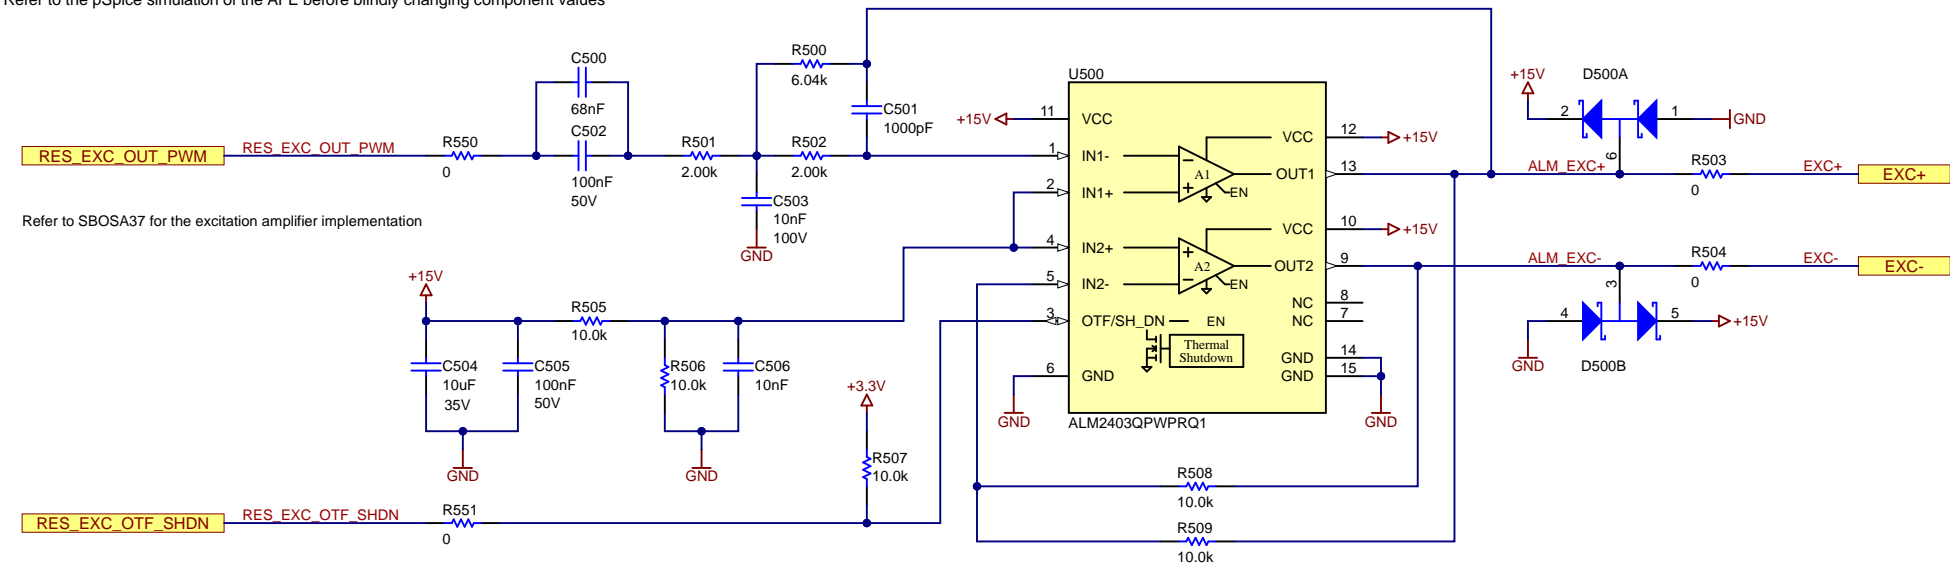 Refer to the pSpice simulation of the AFE before blindly changing component values
C500
68nF
C502
100nF
50V
R500
6.04k
C501
1000pF
RES_EXC_OUT_PWM
RES_EXC_OUT_PWM
R550
0
R501
2.00k
R502
2.00k
C503
10nF
100V
GND
Refer to SBOSA37 for the excitation amplifier implementation
U500
+15V
11
VCC
1
IN1-
2
IN1+
4
IN2+
5
IN2-
3
OTF/SH_DN
EN
Thermal
Shutdown
6
GND
GND
A1
EN
A2
EN
VCC
12
+15V
OUT1
13
VCC
10
+15V
OUT2
9
NC
8
NC
7
GND
14
GND
15
GND
ALM2403QPWPRQ1
+15V
D500A
2
1
GND
6
ALM_EXC+
R503
0
EXC+
EXC+
ALM_EXC-
R504
0
EXC-
EXC-
3
4
5
+15V
GND
D500B
+15V
R505
10.0k
C504
10uF
35V
C505
100nF
50V
GND
R506
10.0k
C506
10nF
GND
+3.3V
R507
10.0k
RES_EXC_OTF_SHDN
RES_EXC_OTF_SHDN
R551
0
R508
10.0k
R509
10.0k